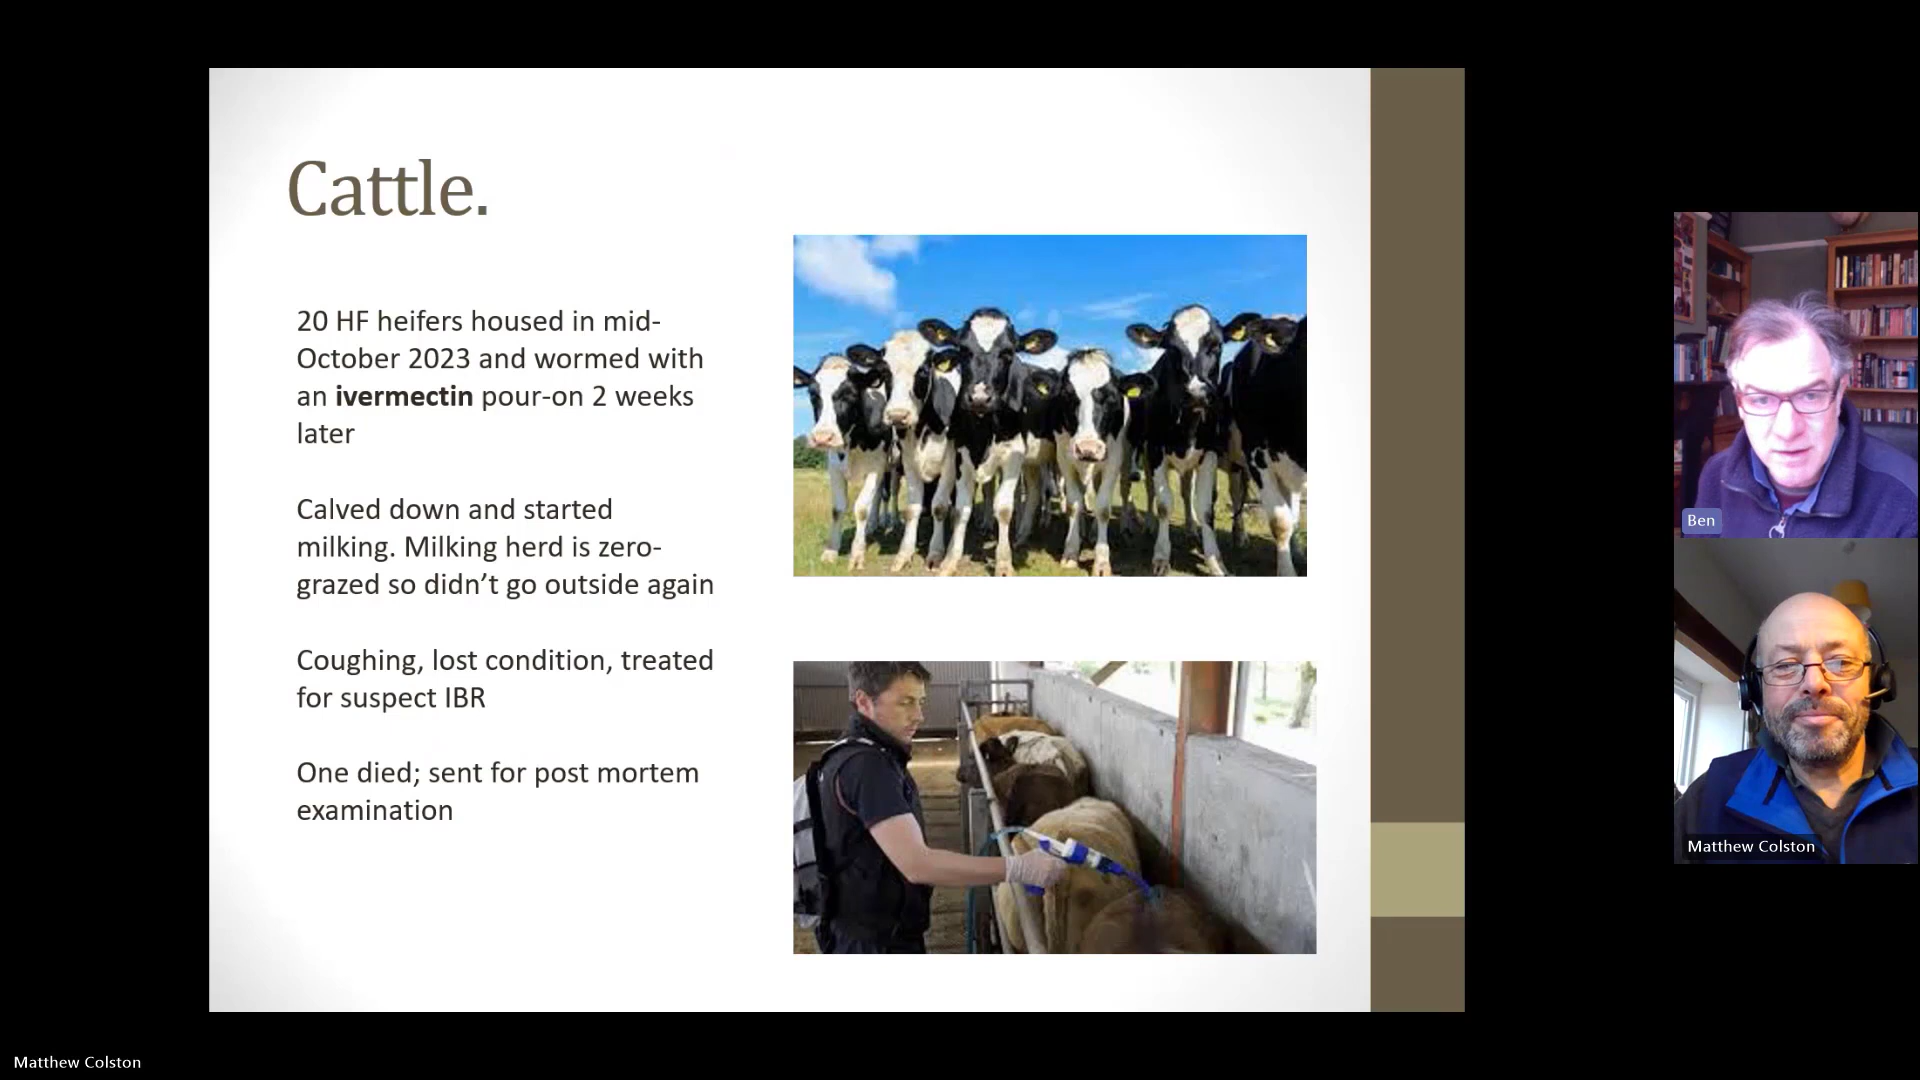 Cattle.
20 HF heifers housed in mid-
October 2023 and wormed with
an ivermectin pour-on 2 weeks
later
Calved down and started
milking. Milking herd is zero-
grazed so didn’t go outside again
Coughing, lost condition, treated
for suspect IBR
One died; sent for post mortem
examination
Ben
Matthew Colston
Matthew Colston